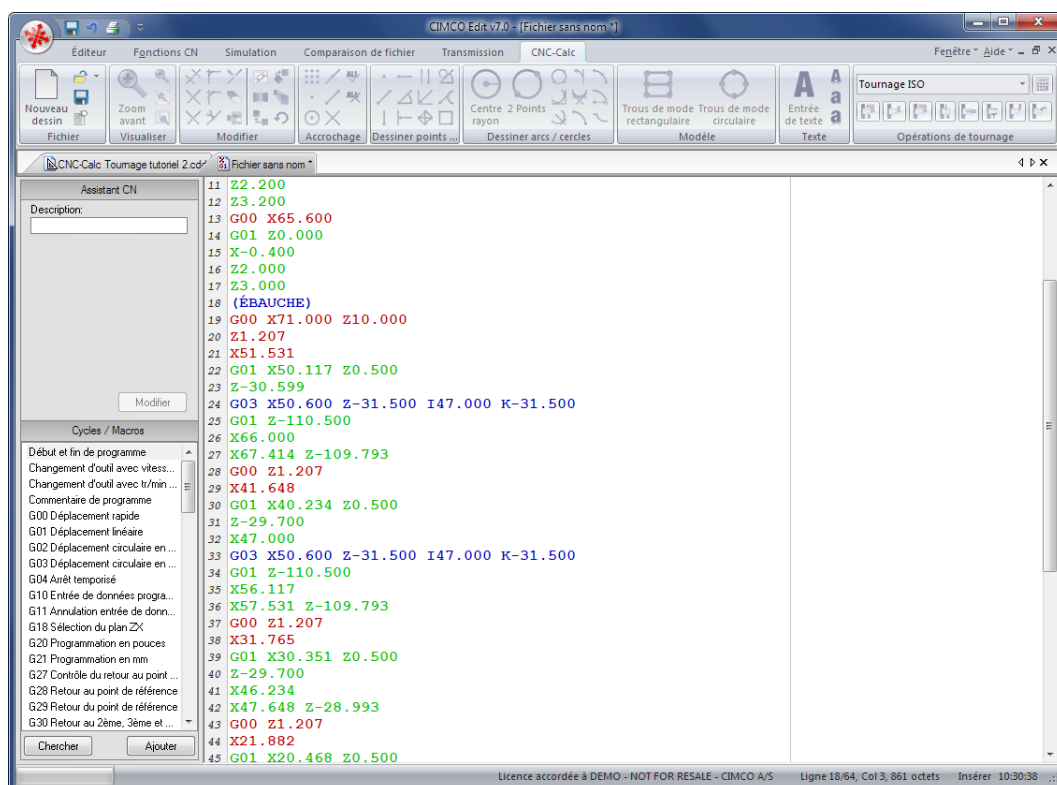 CIMCO Edit v7.0 - [Fichier sans nom *]
Éditeur Fonctions CN Simulation Comparaison de fichier Transmission CNC-Calc Fenêtre Aide
Nouveau dessin
Fichier
Zoom avant
Visualiser
Modifier
Accrochage
Dessiner points ...
Centre rayon
2 Points
Dessiner arcs / cercles
Trous de mode rectangulaire
Trous de mode circulaire
Modèle
Entrée de texte
Texte
Tournage ISO
Opérations de tournage
CNC-Calc Tournage tutoriel 2.cdd
Fichier sans nom *
Assistant CN
Description:
Modifier
Cycles / Macros
Début et fin de programme
Changement d'outil avec vitess...
Changement d'outil avec tr/min ...
Commentaire de programme
G00 Déplacement rapide
G01 Déplacement linéaire
G02 Déplacement circulaire en ...
G03 Déplacement circulaire en ...
G04 Arrêt temporisé
G10 Entrée de données progra...
G11 Annulation entrée de donn...
G18 Sélection du plan ZX
G20 Programmation en pouces
G21 Programmation en mm
G27 Contrôle du retour au point ...
G28 Retour au point de référence
G29 Retour du point de référence
G30 Retour au 2ème, 3ème et ...
Chercher Ajouter
11 Z2.200
12 Z3.200
13 G00 X65.600
14 G01 Z0.000
15 X-0.400
16 Z2.000
17 Z3.000
18 (ÉBAUCHE)
19 G00 X71.000 Z10.000
20 Z1.207
21 X51.531
22 G01 X50.117 Z0.500
23 Z-30.599
24 G03 X50.600 Z-31.500 I47.000 K-31.500
25 G01 Z-110.500
26 X66.000
27 X67.414 Z-109.793
28 G00 Z1.207
29 X41.648
30 G01 X40.234 Z0.500
31 Z-29.700
32 X47.000
33 G03 X50.600 Z-31.500 I47.000 K-31.500
34 G01 Z-110.500
35 X56.117
36 X57.531 Z-109.793
37 G00 Z1.207
38 X31.765
39 G01 X30.351 Z0.500
40 Z-29.700
41 X46.234
42 X47.648 Z-28.993
43 G00 Z1.207
44 X21.882
45 G01 X20.468 Z0.500
Licence accordée à DEMO - NOT FOR RESALE - CIMCO A/S Ligne 18/64, Col 3, 861 octets Insérer 10:30:38